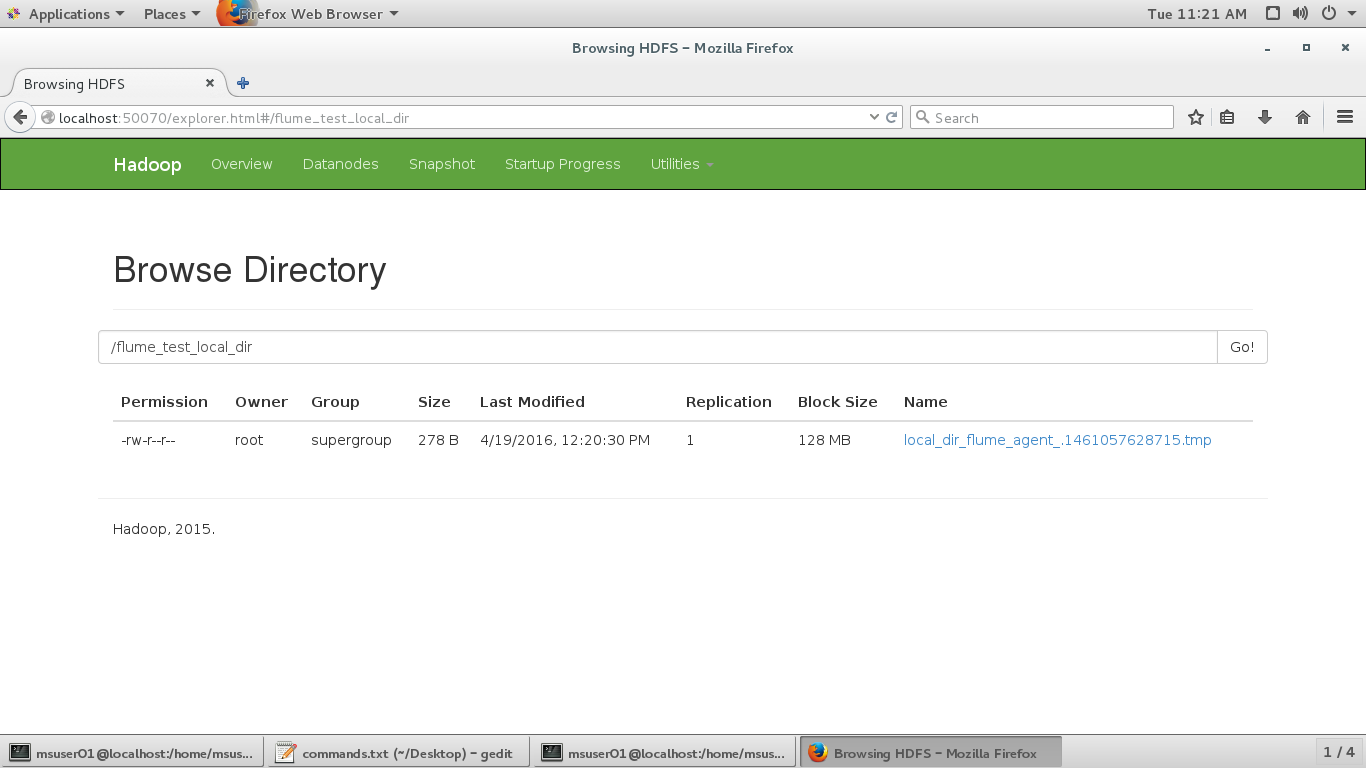 Applications Places Firefox Web Browser Tue 11:21 AM
Browsing HDFS - Mozilla Firefox
Browsing HDFS
localhost:50070/explorer.html#/flume_test_local_dir Search
Hadoop Overview Datanodes Snapshot Startup Progress Utilities
Browse Directory
/flume_test_local_dir Go!
Permission Owner Group Size Last Modified Replication Block Size Name
-rw-r--r-- root supergroup 278 B 4/19/2016, 12:20:30 PM 1 128 MB local_dir_flume_agent_.1461057628715.tmp
Hadoop, 2015.
msuser01@localhost:/home/msus... commands.txt (~/Desktop) - gedit msuser01@localhost:/home/msus... Browsing HDFS - Mozilla Firefox 1 / 4